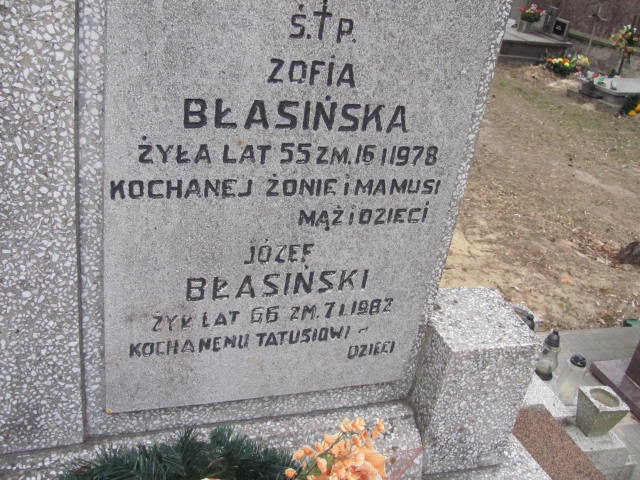 Ś.†P.
ZOFIA
BŁASIŃSKA
ŻYŁA LAT 55 ZM. 16 I 1978
KOCHANEJ ŻONIE i MAMUSI
MĄŻ i DZIECI
JÓZEF
BŁASIŃSKI
ŻYŁ LAT 66 ZM. 7 I. 1982
KOCHANENU TATUSIOWI -
DZIECI